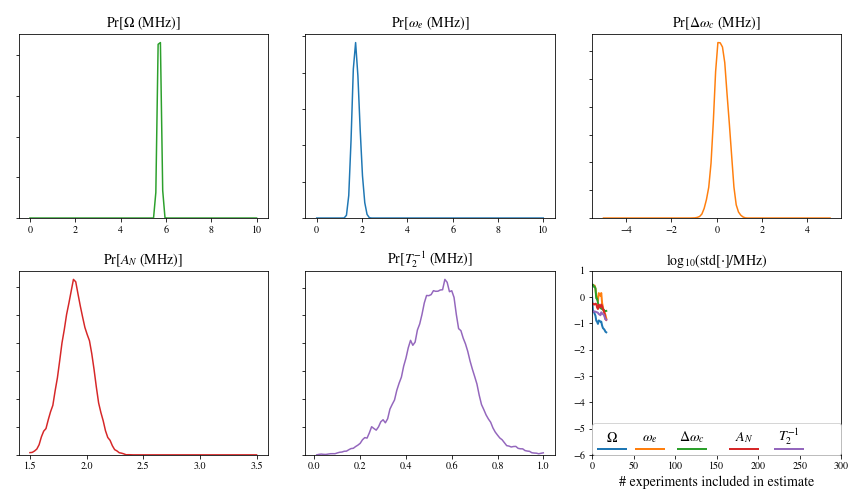 Pr[Ω (MHz)]
Pr[ωe (MHz)]
Pr[Δωc (MHz)]
0 2 4 6 8 10
0 2 4 6 8 10
−4 −2 0 2 4
Pr[AN (MHz)]
Pr[T2−1 (MHz)]
log10(std[·]/MHz)
1
0
−1
−2
−3
−4
−5
−6
Ω ωe Δωc AN T2−1
1.5 2.0 2.5 3.0 3.5
0.0 0.2 0.4 0.6 0.8 1.0
0 50 100 150 200 250 300
# experiments included in estimate